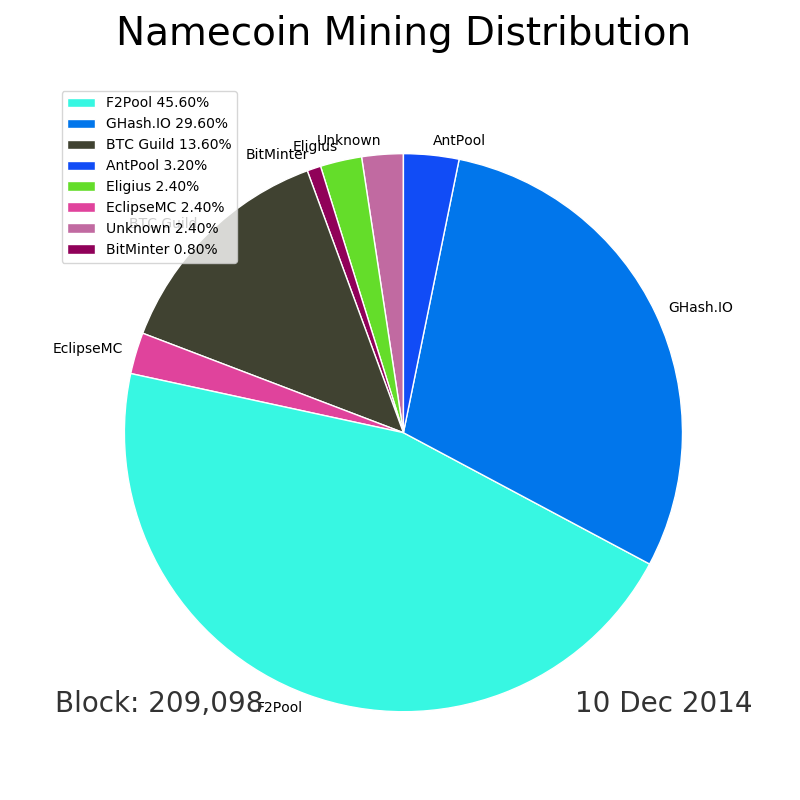 Namecoin Mining Distribution
F2Pool 45.60%
GHash.IO 29.60%
BTC Guild 13.60%
AntPool 3.20%
Eligius 2.40%
EclipseMC 2.40%
Unknown 2.40%
BitMinter 0.80%
BTC Guild
BitMinter
Eligius
Unknown
AntPool
GHash.IO
EclipseMC
Block: 209,098
F2Pool
10 Dec 2014